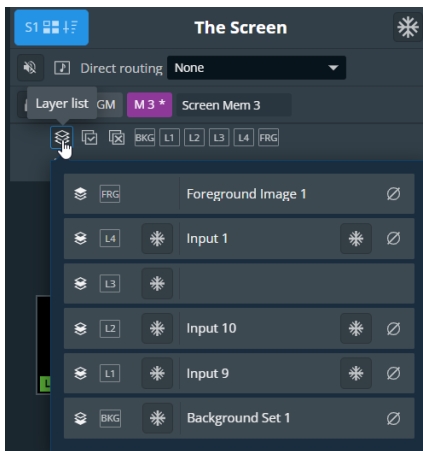 S1 The Screen
Direct routing None
Layer list GM M 3 * Screen Mem 3
BKG L1 L2 L3 L4 FRG
FRG Foreground Image 1
L4 Input 1
L3
L2 Input 10
L1 Input 9
BKG Background Set 1
L